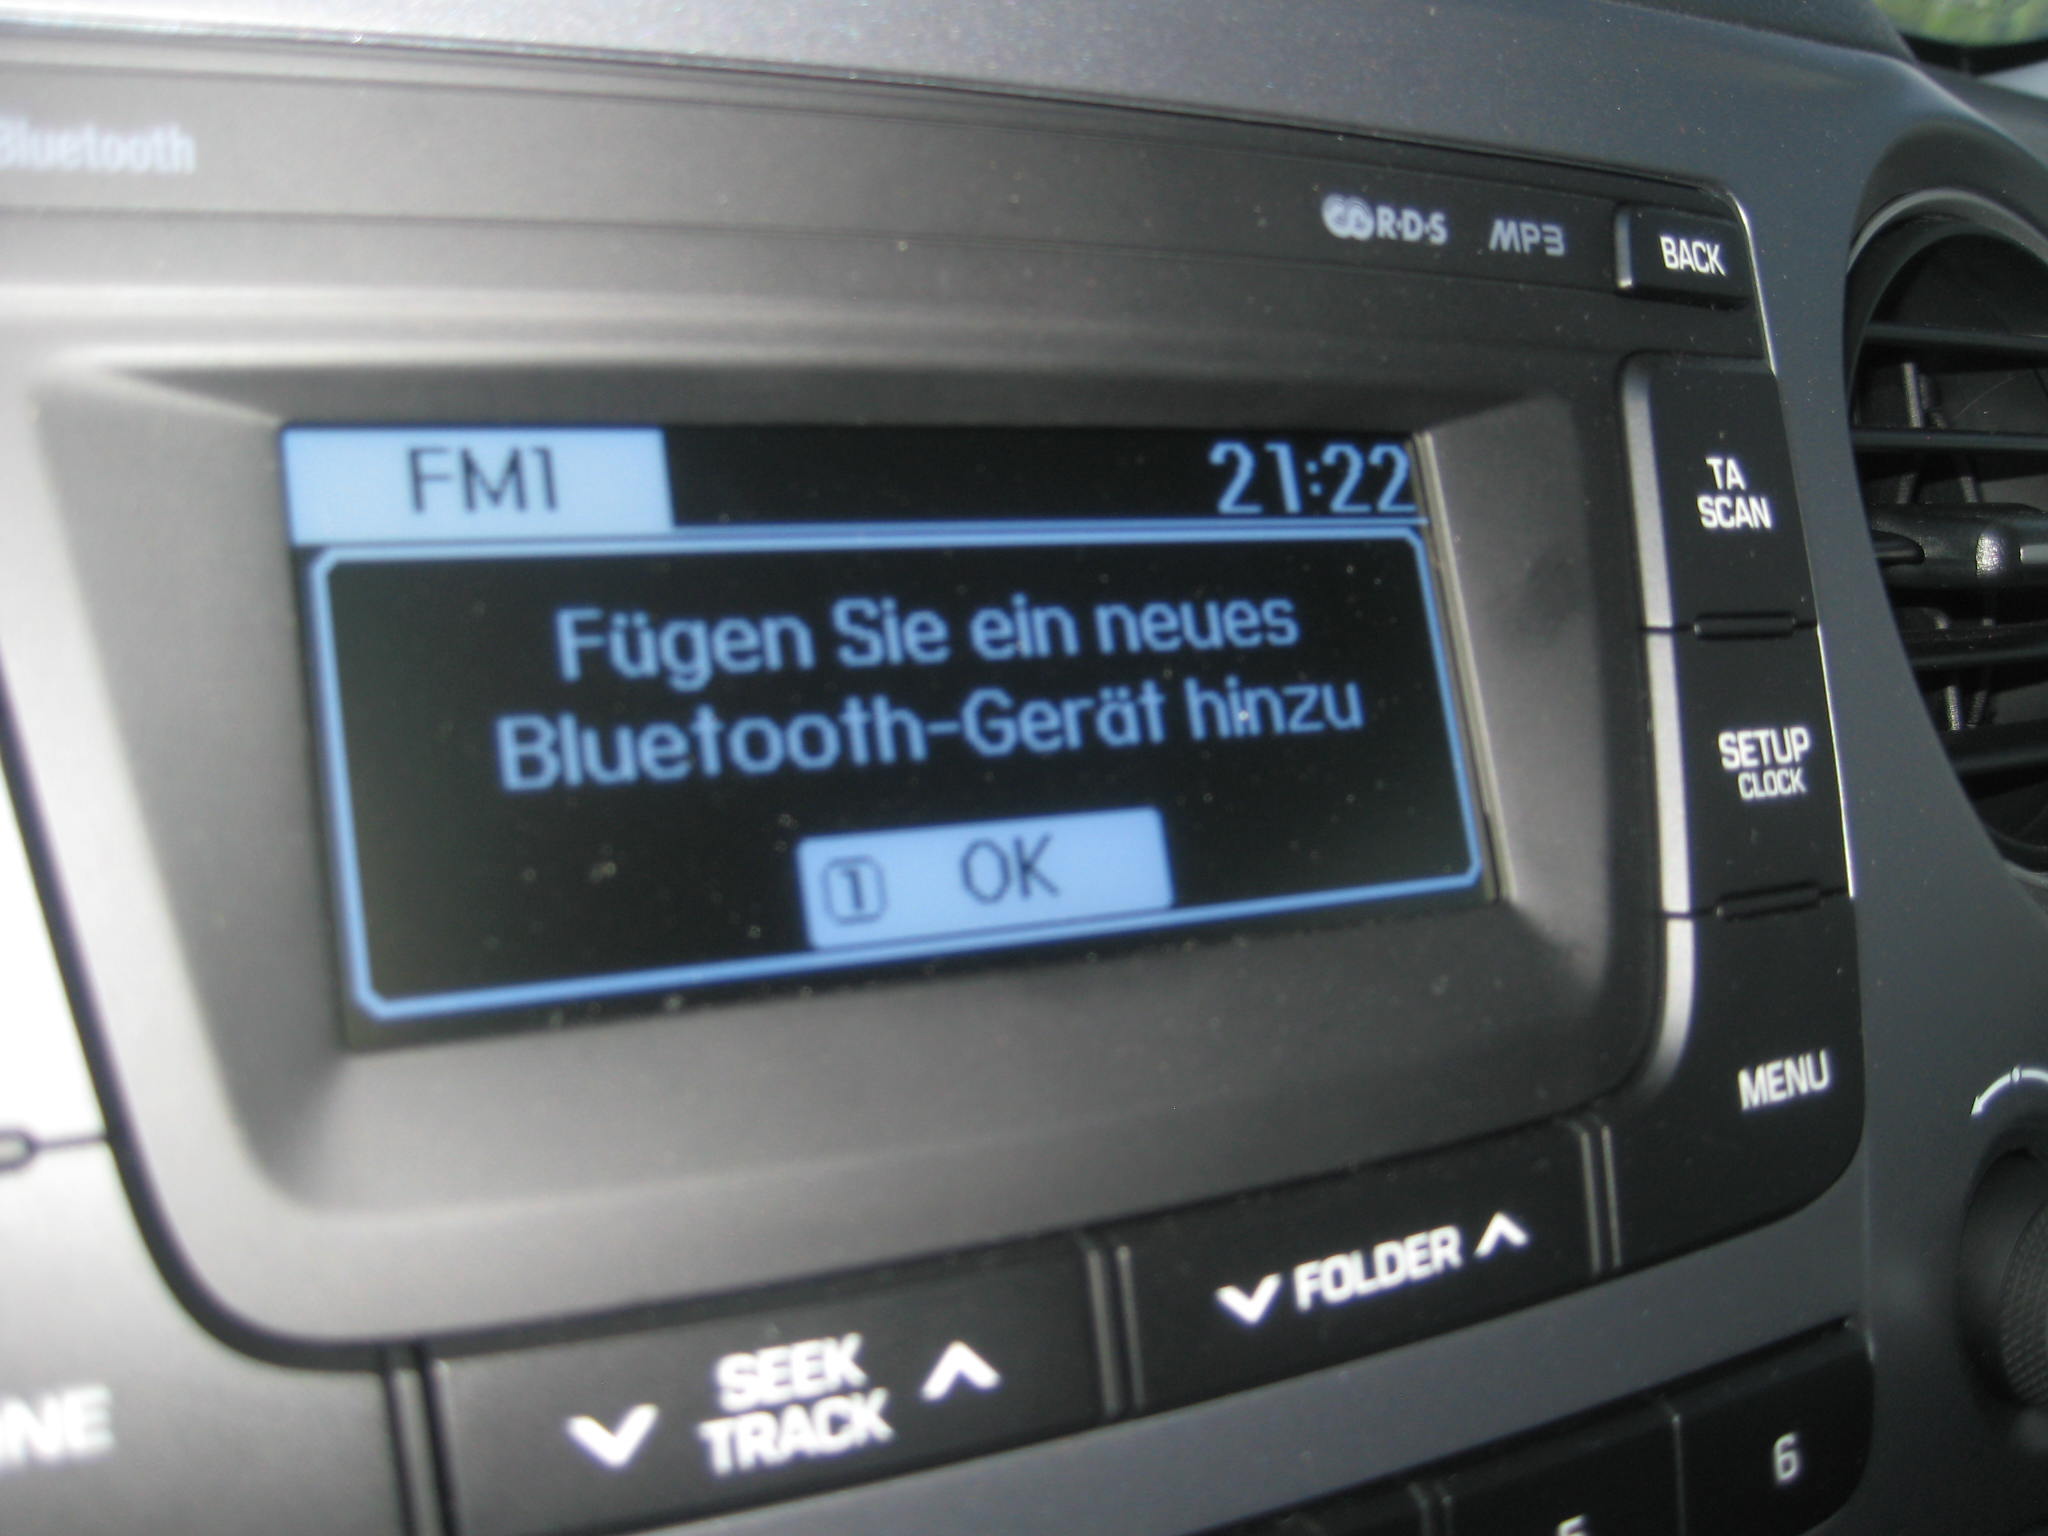 Bluetooth
R·D·S MP3
BACK
FM1 21:22
TA
SCAN
Fügen Sie ein neues
Bluetooth-Gerät hinzu
SETUP
CLOCK
1 OK
MENU
FOLDER
SEEK
TRACK
6